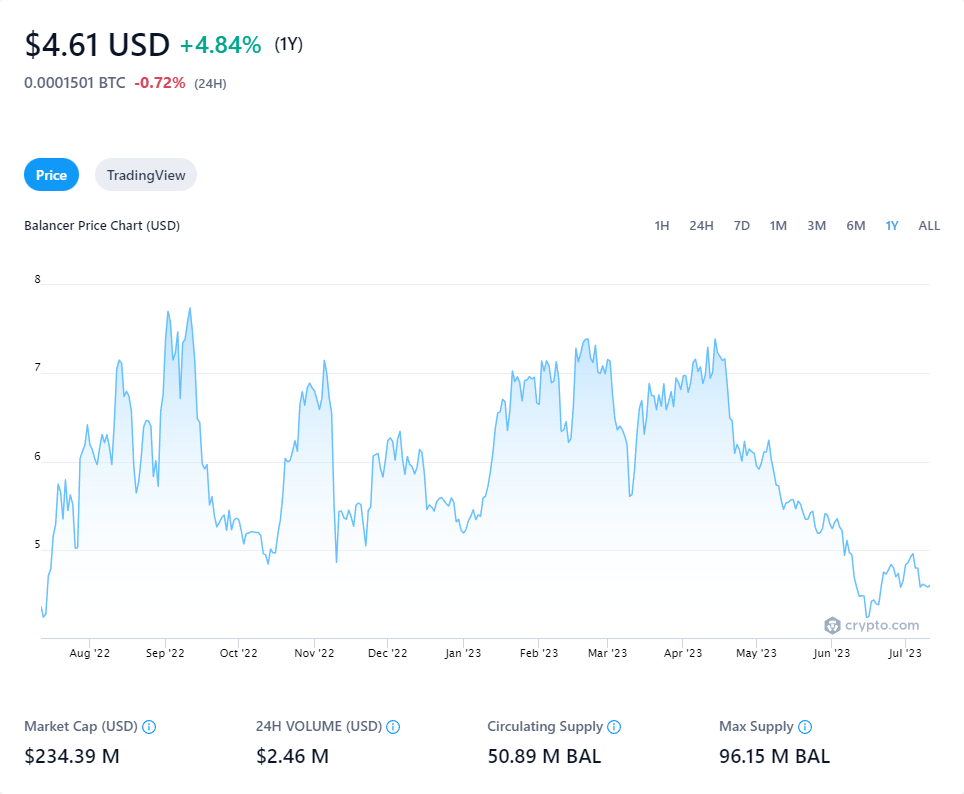 $4.61 USD +4.84% (1Y)
0.0001501 BTC -0.72% (24H)
Price TradingView
Balancer Price Chart (USD) 1H 24H 7D 1M 3M 6M 1Y ALL
8
7
6
5
crypto.com
Aug '22 Sep '22 Oct '22 Nov '22 Dec '22 Jan '23 Feb '23 Mar '23 Apr '23 May '23 Jun '23 Jul '23
Market Cap (USD) 24H VOLUME (USD) Circulating Supply Max Supply
$234.39 M $2.46 M 50.89 M BAL 96.15 M BAL